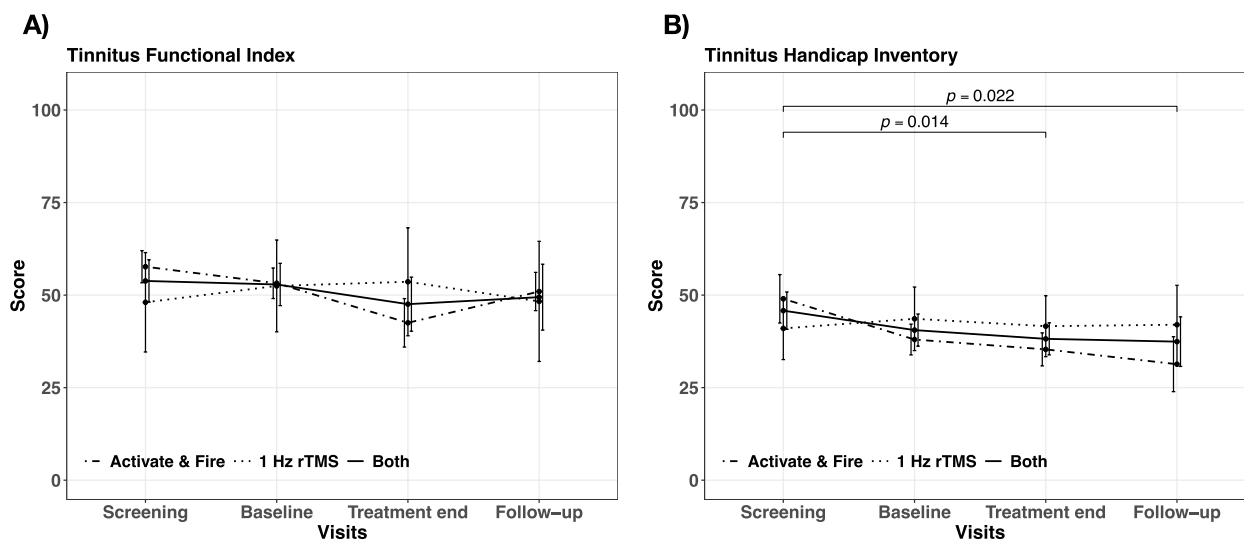 A)
Tinnitus Functional Index
100
75
50
25
0
Score
Activate & Fire 1 Hz rTMS Both
Screening Baseline Treatment end Follow–up
Visits
B)
Tinnitus Handicap Inventory
p = 0.022
p = 0.014
100
75
50
25
0
Score
Activate & Fire 1 Hz rTMS Both
Screening Baseline Treatment end Follow–up
Visits